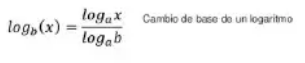 log_b(x) = log_a x / log_a b
Cambio de base de un logaritmo